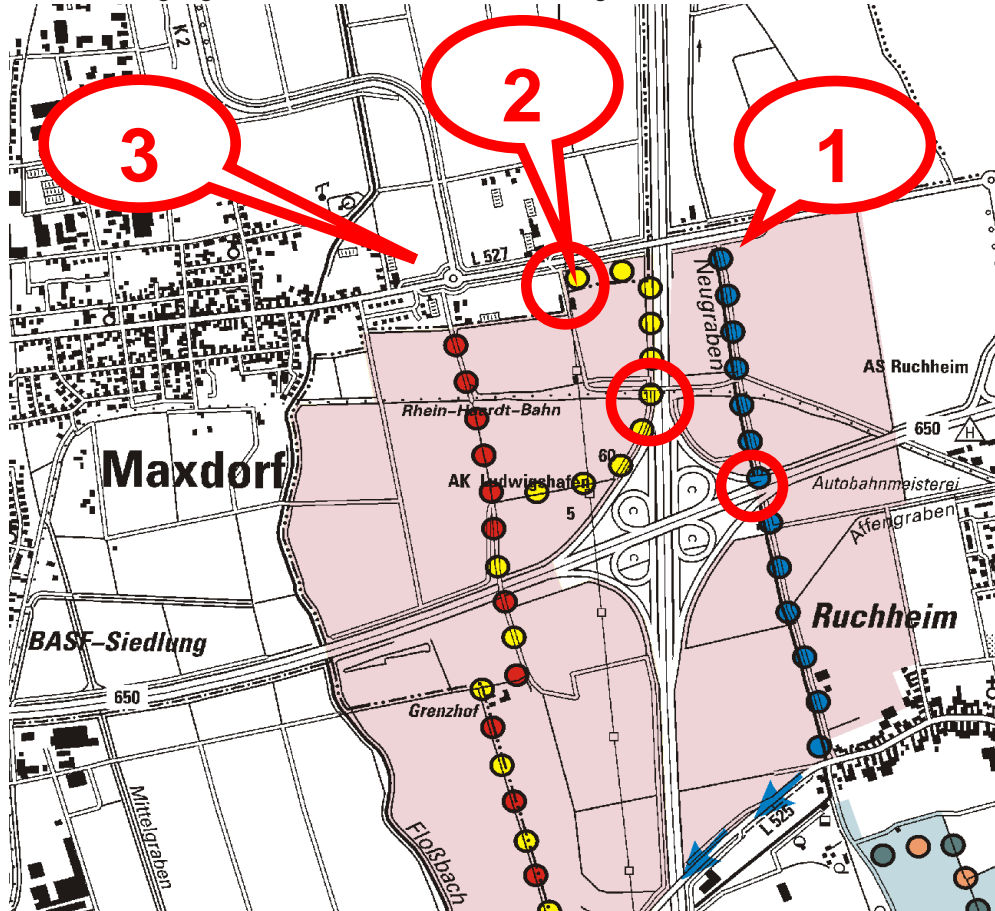 K 2
2
3
1
L 527
Neugraben
AS Ruchheim
Rhein–Haardt–Bahn
650
H
Maxdorf
60
AK Ludwigshafen
Autobahnmeisterei
5
Affengraben
BASF–Siedlung
Ruchheim
650
Grenzhof
Mittelgraben
L 525
Floßbach